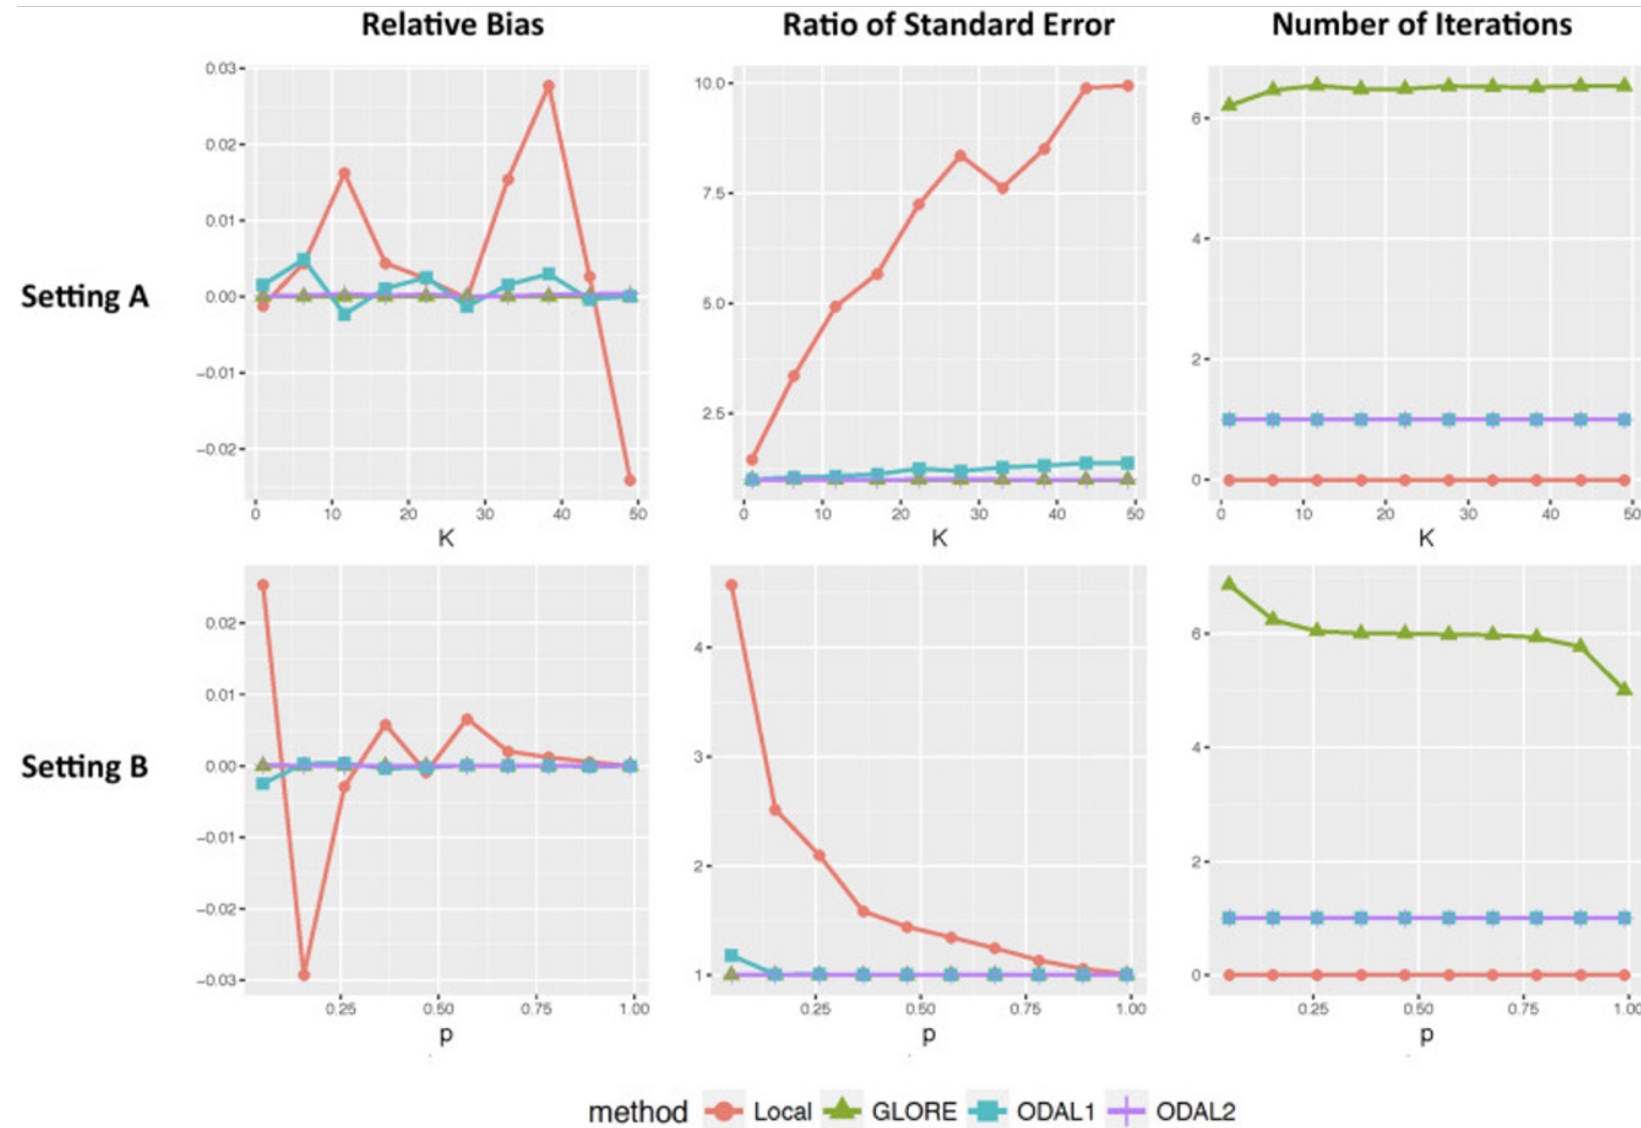 Relative Bias
Ratio of Standard Error
Number of Iterations
Setting A
0.03
0.02
0.01
0.00
−0.01
−0.02
0 10 20 30 40 50
K
10.0
7.5
5.0
2.5
0 10 20 30 40 50
K
6
4
2
0
0 10 20 30 40 50
K
Setting B
0.02
0.01
0.00
−0.01
−0.02
−0.03
0.25 0.50 0.75 1.00
p
4
3
2
1
0.25 0.50 0.75 1.00
p
6
4
2
0
0.25 0.50 0.75 1.00
p
method Local GLORE ODAL1 ODAL2